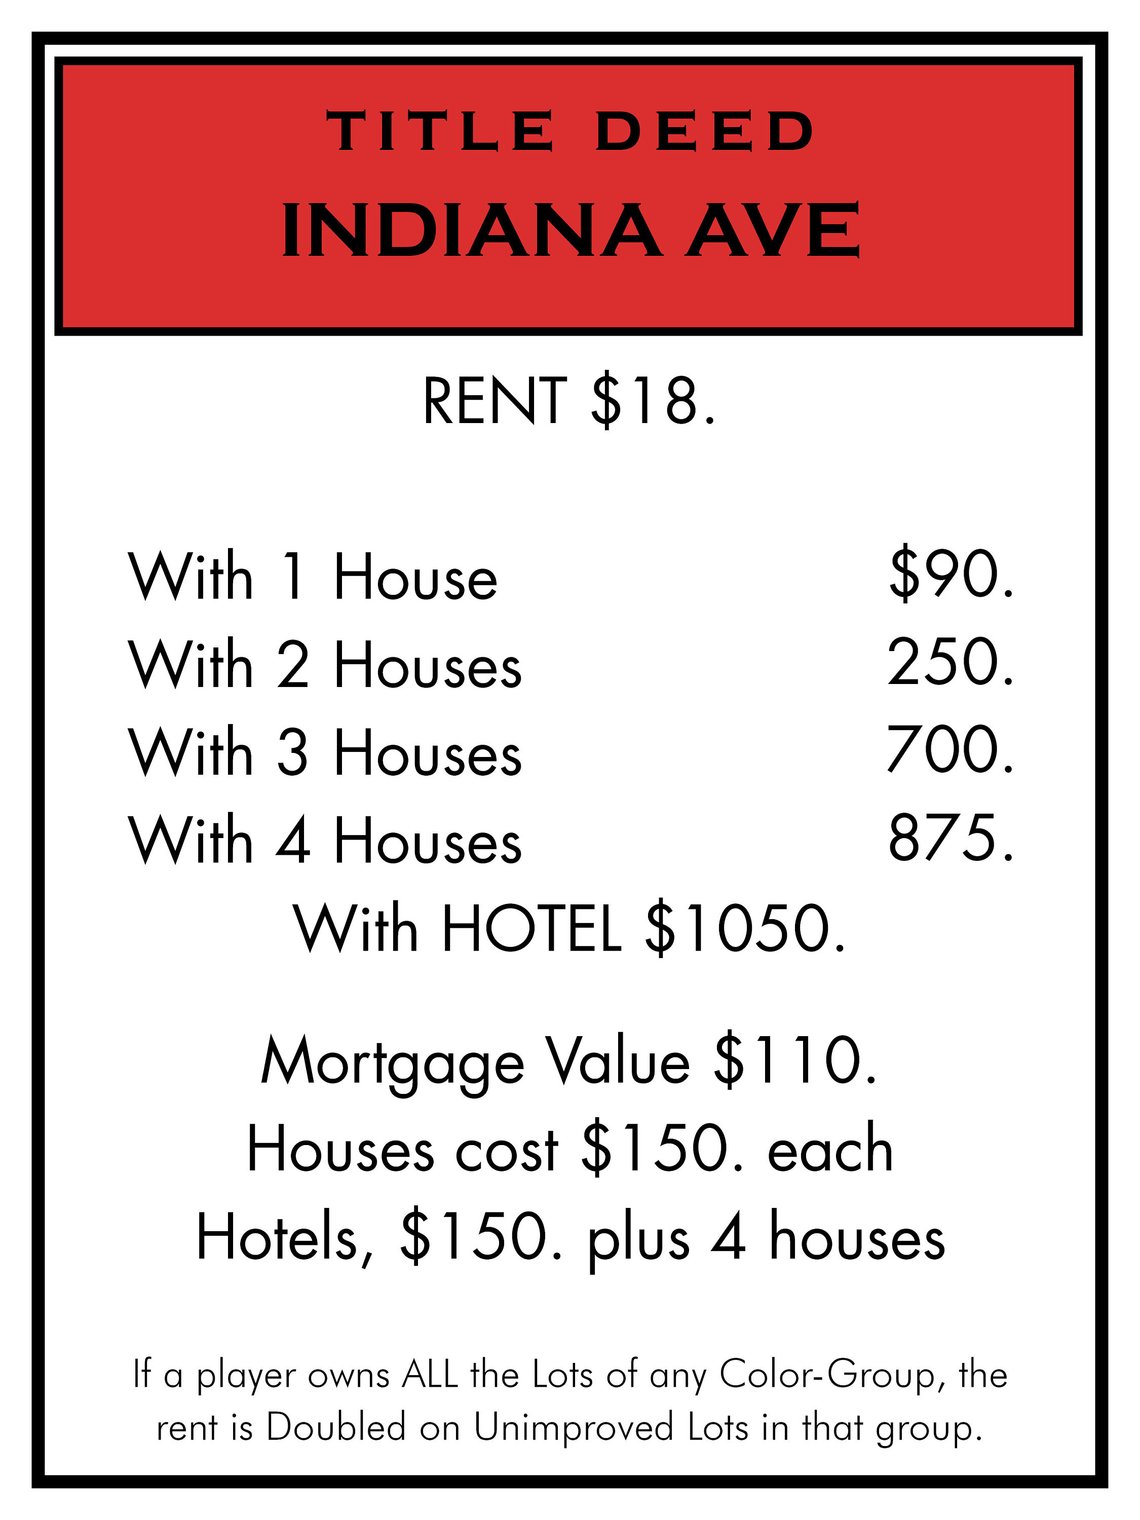 TITLE DEED
INDIANA AVE
RENT $18.
With 1 House $90.
With 2 Houses 250.
With 3 Houses 700.
With 4 Houses 875.
With HOTEL $1050.
Mortgage Value $110.
Houses cost $150. each
Hotels, $150. plus 4 houses
If a player owns ALL the Lots of any Color-Group, the
rent is Doubled on Unimproved Lots in that group.